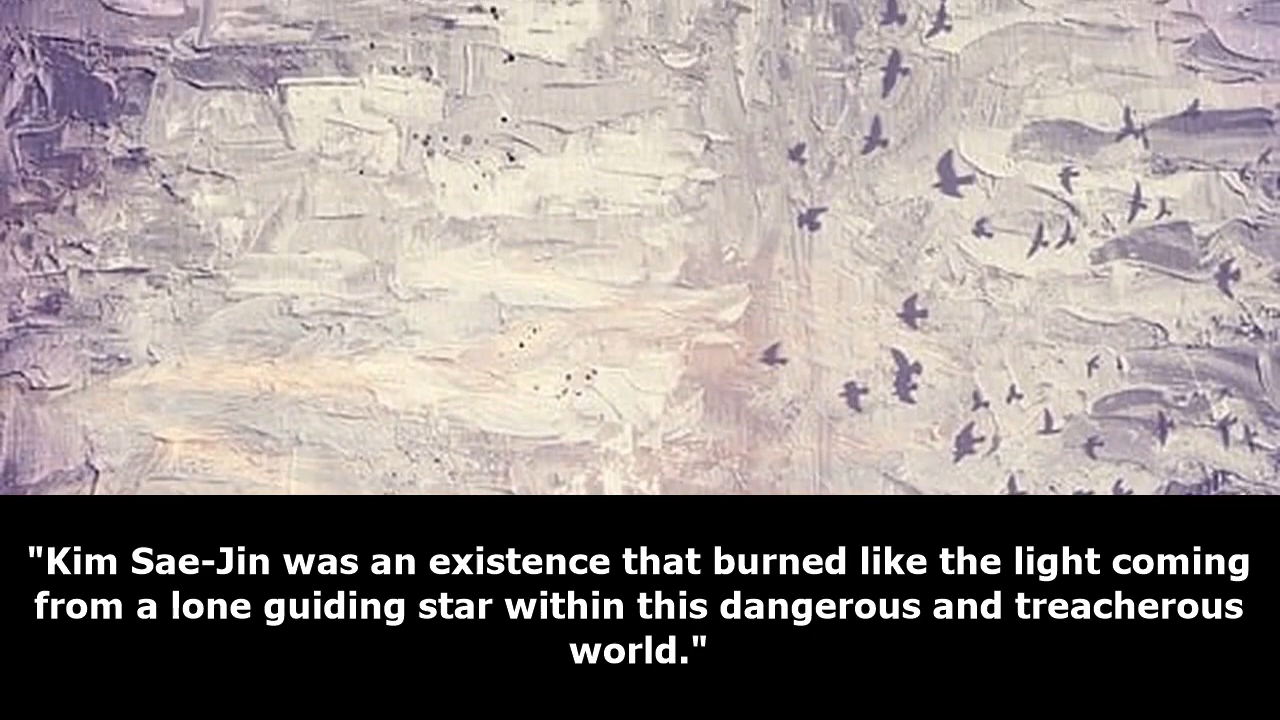 "Kim Sae-Jin was an existence that burned like the light coming
from a lone guiding star within this dangerous and treacherous
world."